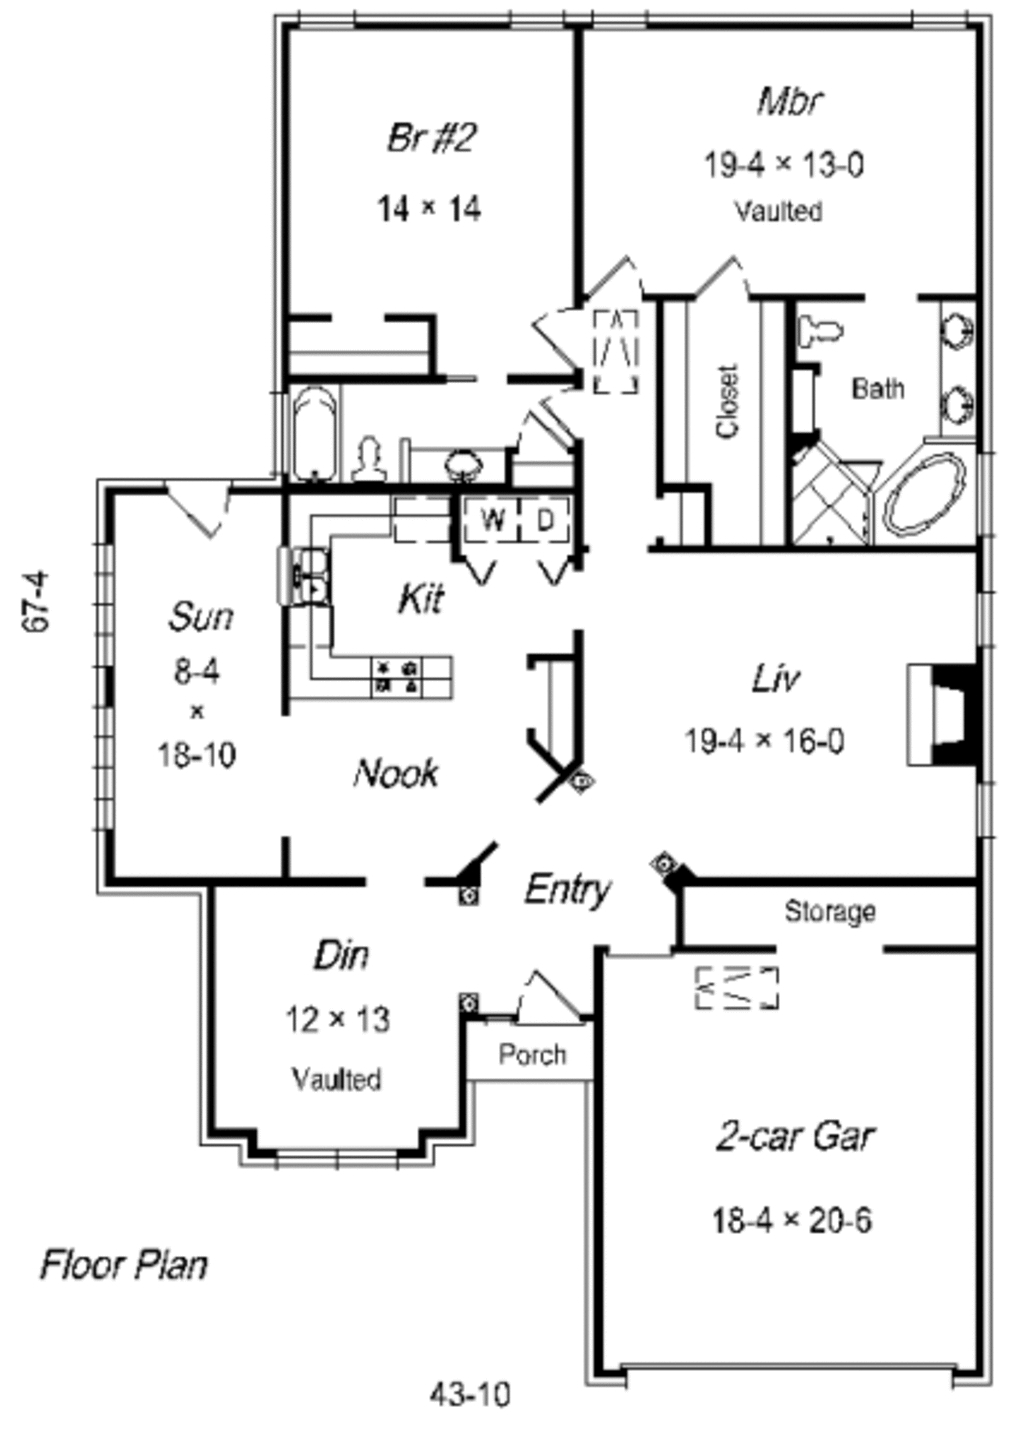 Br #2
14 × 14
Mbr
19-4 × 13-0
Vaulted
Closet
Bath
W
D
Kit
Sun
8-4
×
18-10
67-4
Liv
19-4 × 16-0
Nook
Entry
Storage
Din
12 × 13
Vaulted
Porch
2-car Gar
18-4 × 20-6
Floor Plan
43-10